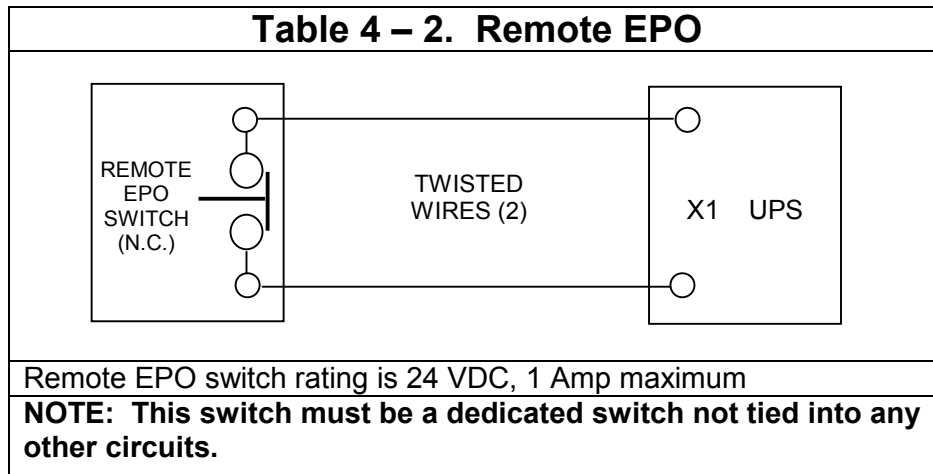 Table 4 – 2.  Remote EPO
REMOTE
EPO
SWITCH
(N.C.)
TWISTED
WIRES (2)
X1 UPS
Remote EPO switch rating is 24 VDC, 1 Amp maximum
NOTE:  This switch must be a dedicated switch not tied into any
other circuits.